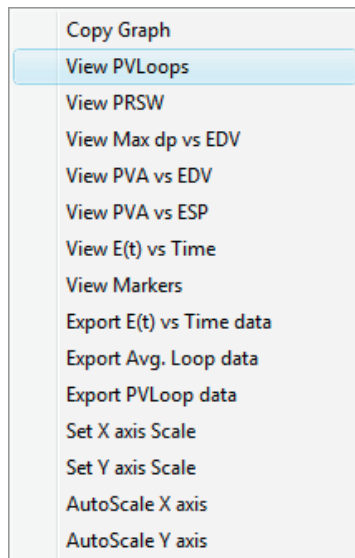 Copy Graph
View PVLoops
View PRSW
View Max dp vs EDV
View PVA vs EDV
View PVA vs ESP
View E(t) vs Time
View Markers
Export E(t) vs Time data
Export Avg. Loop data
Export PVLoop data
Set X axis Scale
Set Y axis Scale
AutoScale X axis
AutoScale Y axis